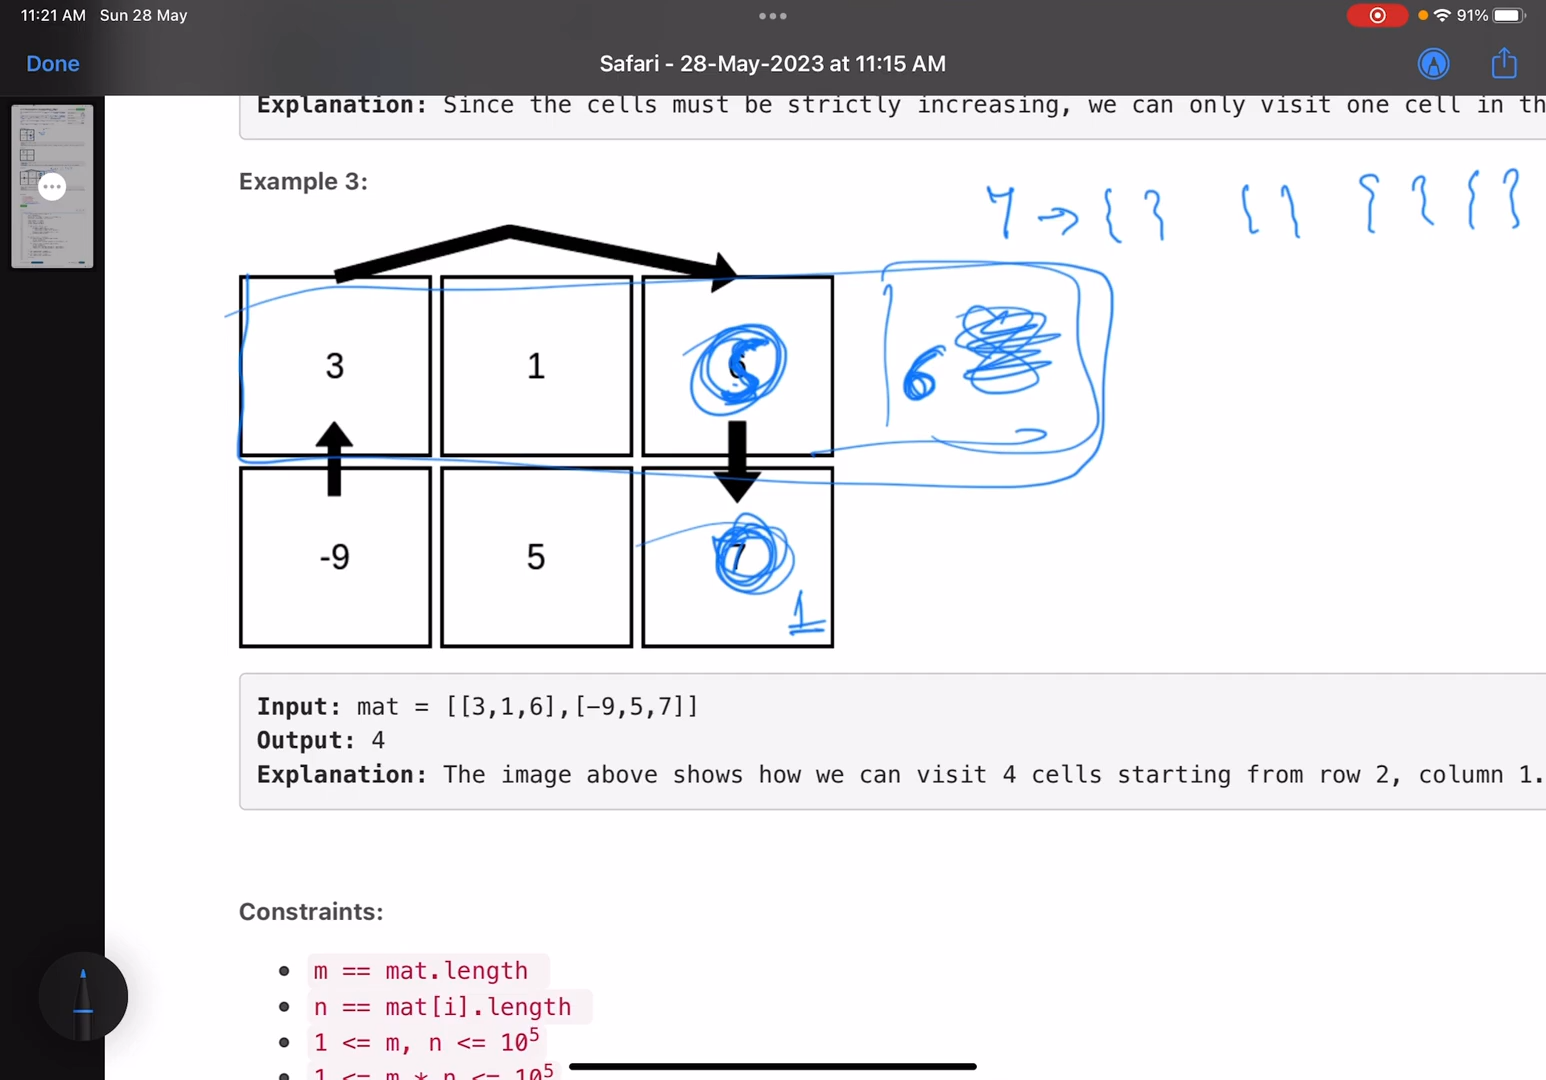 11:21 AM Sun 28 May
91%
Done
Safari - 28-May-2023 at 11:15 AM
Explanation: Since the cells must be strictly increasing, we can only visit one cell in th
Example 3:
7 → { } { } { } { }
3 1 5 6
-9 5 7
1
Input: mat = [[3,1,6],[-9,5,7]]
Output: 4
Explanation: The image above shows how we can visit 4 cells starting from row 2, column 1.
Constraints:
m == mat.length
n == mat[i].length
1 <= m, n <= 10⁵
1 <= m * n <= 10⁵